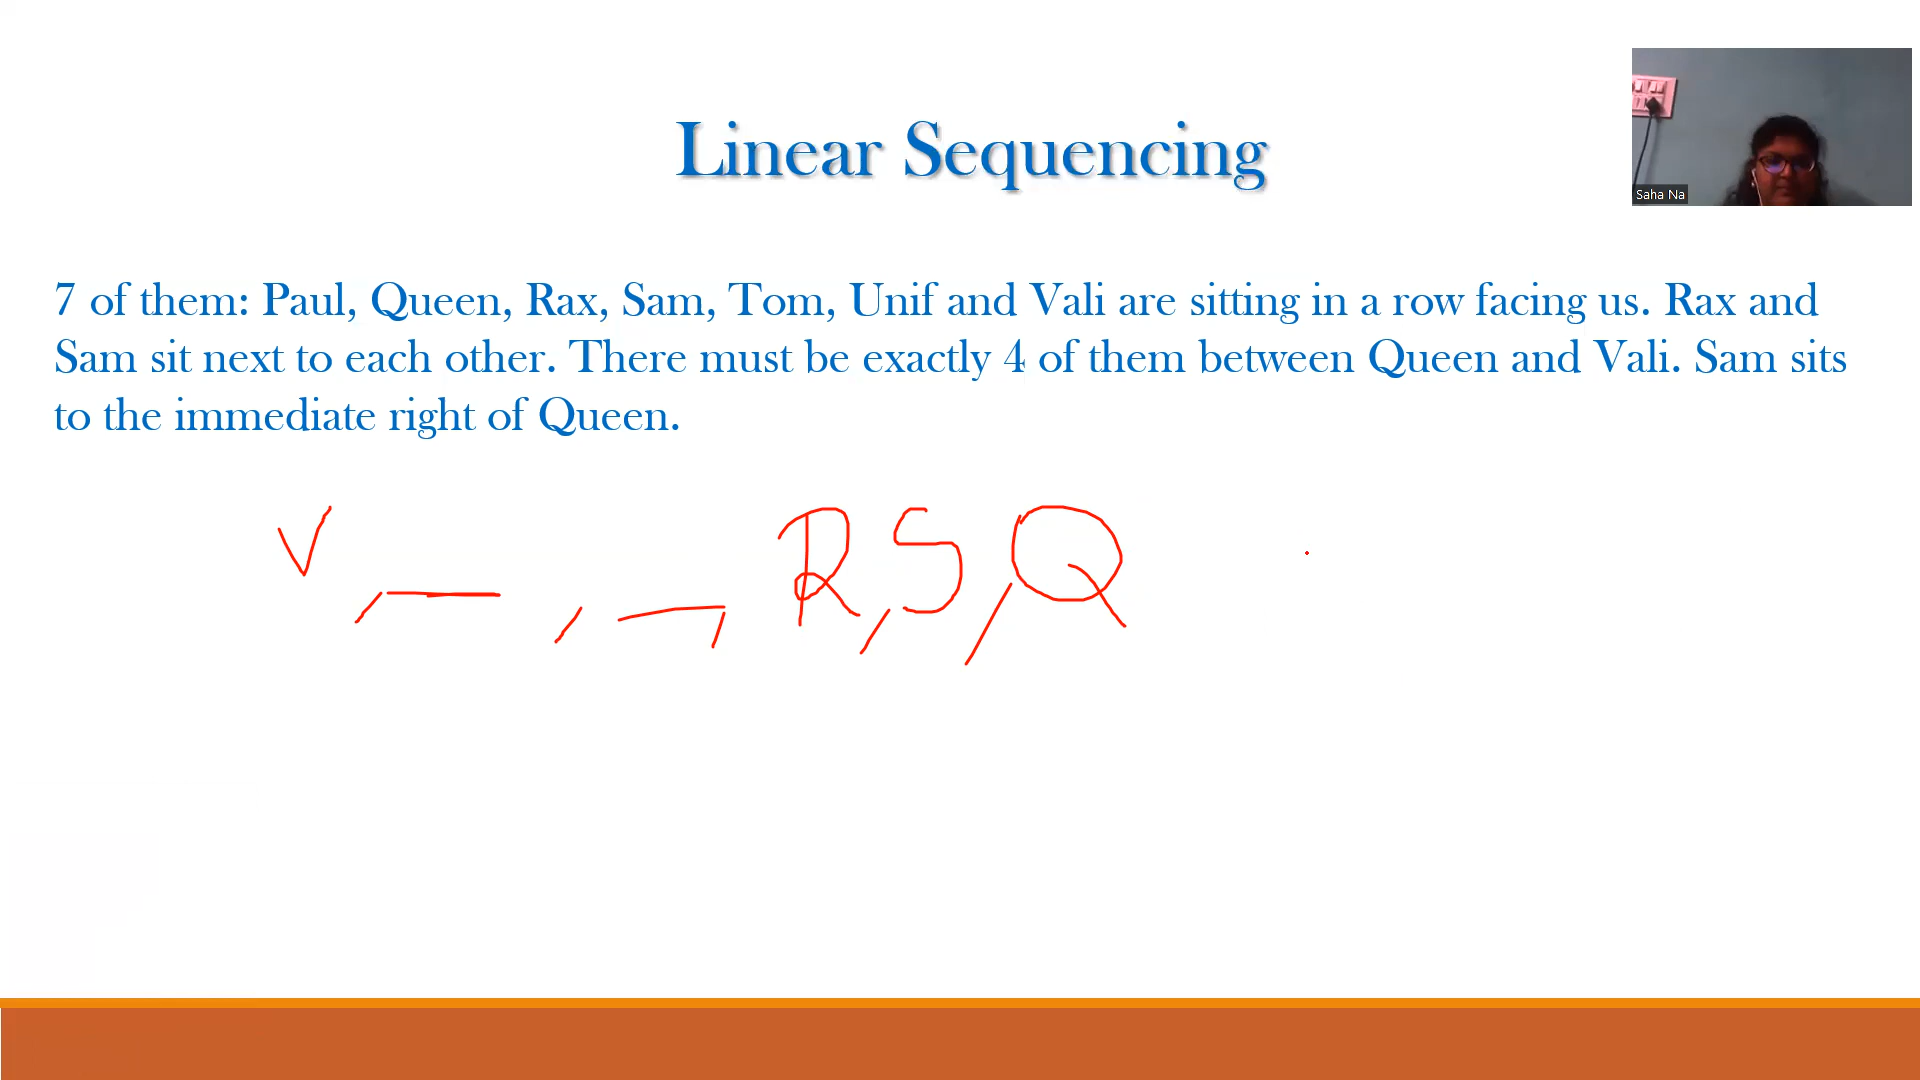 Linear Sequencing
Saha Na
7 of them: Paul, Queen, Rax, Sam, Tom, Unif and Vali are sitting in a row facing us. Rax and
Sam sit next to each other. There must be exactly 4 of them between Queen and Vali. Sam sits
to the immediate right of Queen.
V, __, __, R, S, Q